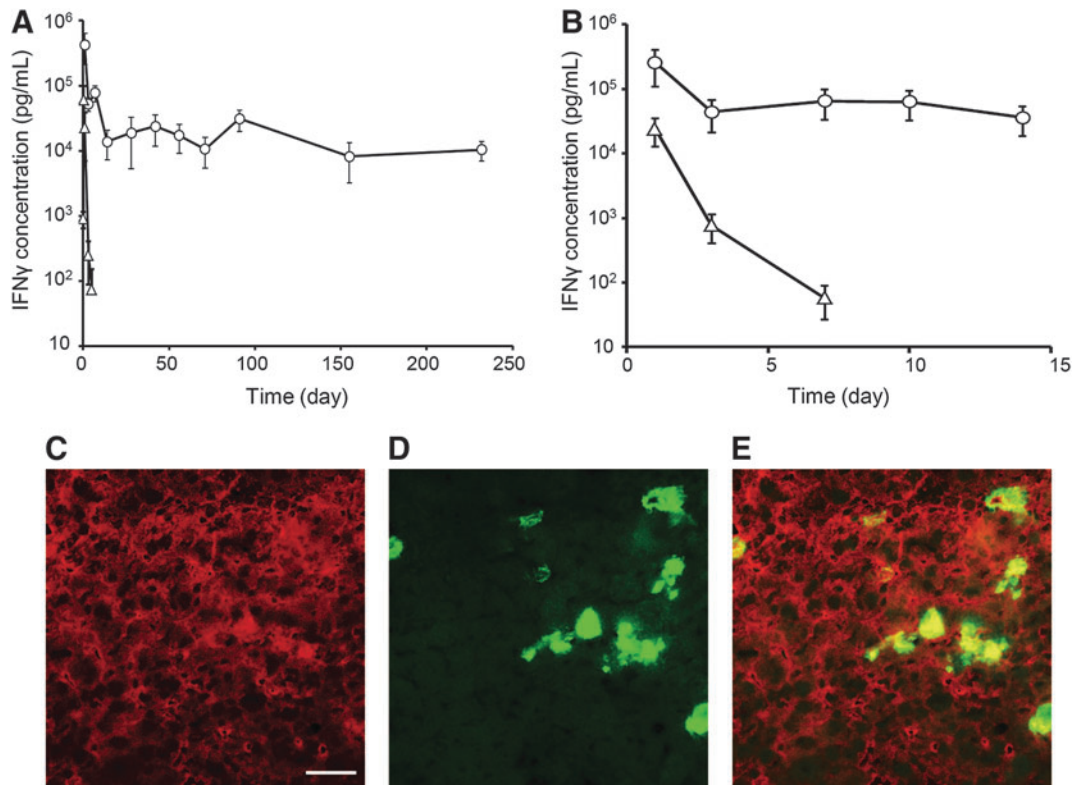 A
IFNγ concentration (pg/mL)
10⁶
10⁵
10⁴
10³
10²
10
0 50 100 150 200 250
Time (day)
B
IFNγ concentration (pg/mL)
10⁶
10⁵
10⁴
10³
10²
10
0 5 10 15
Time (day)
C D E